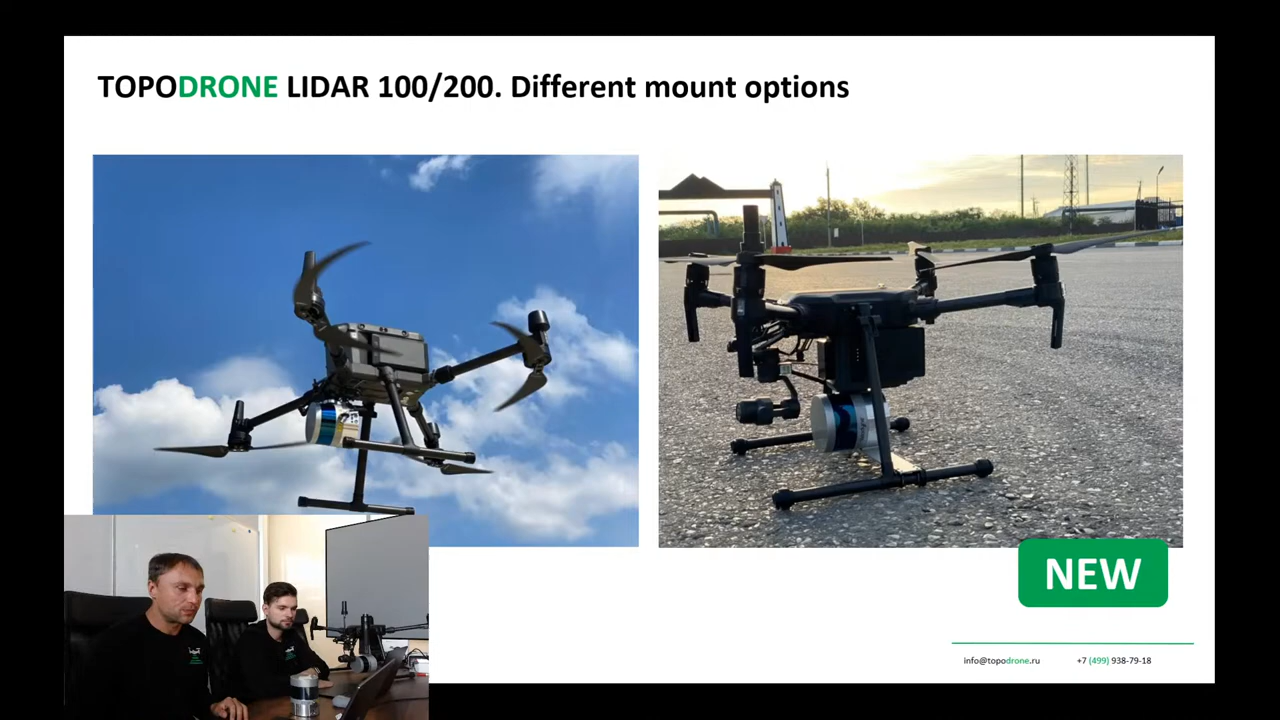 TOPODRONE LIDAR 100/200. Different mount options
NEW
info@topodrone.ru
+7 (499) 938-79-18